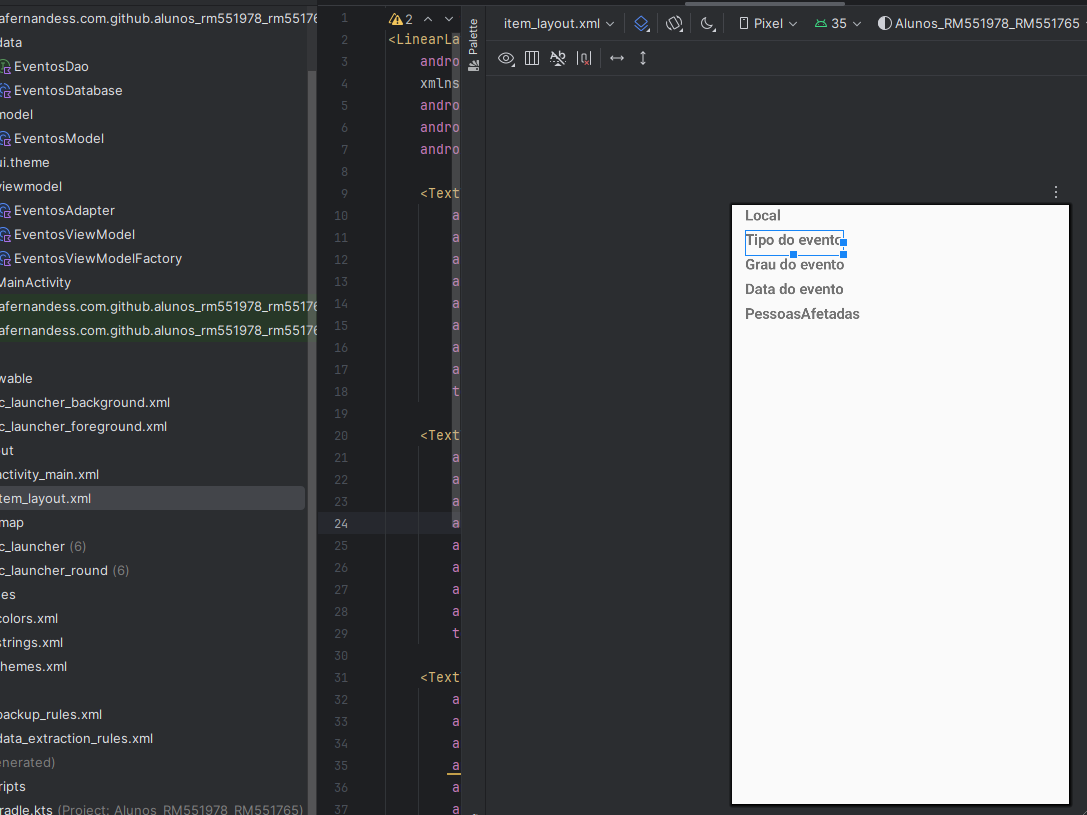 afernandess.com.github.alunos_rm551978_rm55176
data
EventosDao
EventosDatabase
model
EventosModel
ui.theme
viewmodel
EventosAdapter
EventosViewModel
EventosViewModelFactory
MainActivity
afernandess.com.github.alunos_rm551978_rm55176
afernandess.com.github.alunos_rm551978_rm55176
wable
c_launcher_background.xml
c_launcher_foreground.xml
out
activity_main.xml
item_layout.xml
map
c_launcher (6)
c_launcher_round (6)
es
colors.xml
strings.xml
hemes.xml
backup_rules.xml
data_extraction_rules.xml
enerated)
ripts
radle.kts (Project: Alunos_RM551978_RM551765)
2
1
2 <LinearLa
3 andro
4 xmlns
5 andro
6 andro
7 andro
8
9 <Text
10 a
11 a
12 a
13 a
14 a
15 a
16 a
17 a
18 t
19
20 <Text
21 a
22 a
23 a
24 a
25 a
26 a
27 a
28 a
29 t
30
31 <Text
32 a
33 a
34 a
35 a
36 a
37 a
Palette
item_layout.xml
Pixel
35
Alunos_RM551978_RM551765
Local
Tipo do evento
Grau do evento
Data do evento
PessoasAfetadas